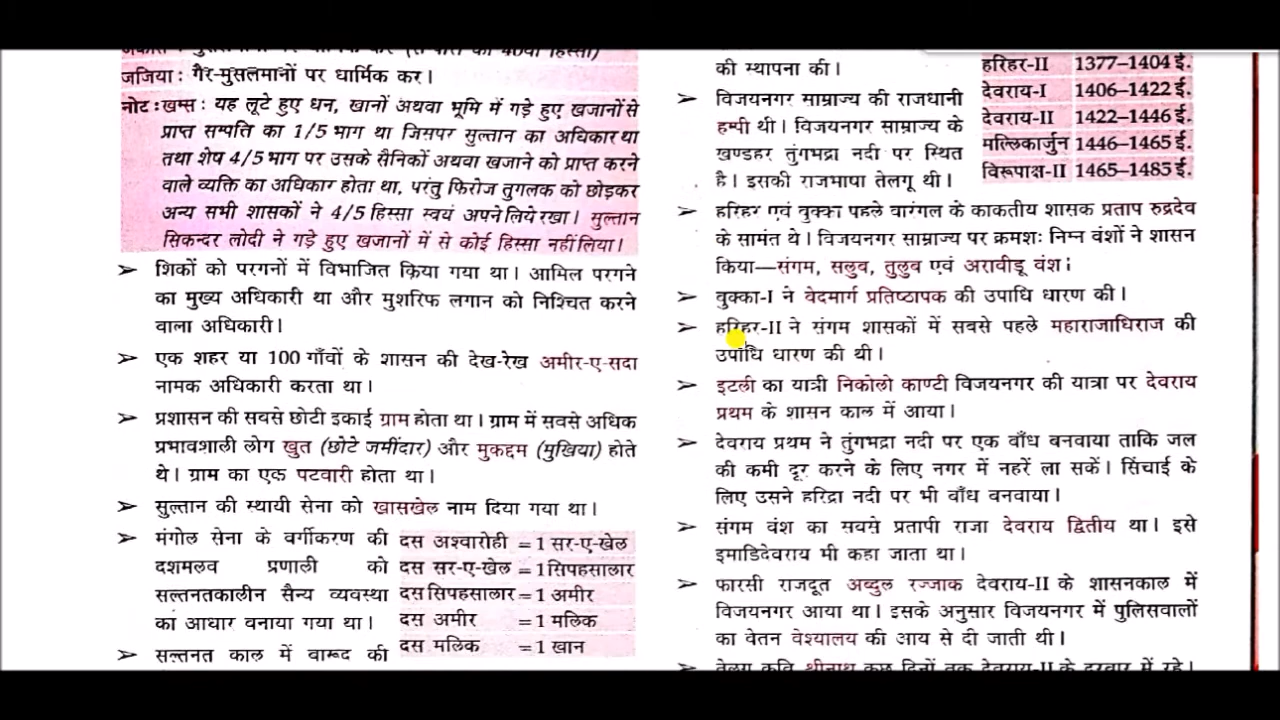 जजिया : गैर-मुसलमानों पर धार्मिक कर।
नोट : खम्स : यह लूटे हुए धन, खानों अथवा भूमि में गड़े हुए खजानों से
प्राप्त सम्पति का 1/5 भाग था जिसपर सुल्तान का अधिकार था
तथा शेष 4/5 भाग पर उसके सैनिकों अथवा खजाने को प्राप्त करने
वाले व्यक्ति का अधिकार होता था, परंतु फिरोज तुगलक को छोड़कर
अन्य सभी शासकों ने 4/5 हिस्सा स्वयं अपने लिये रखा। सुल्तान
सिकन्दर लोदी ने गड़े हुए खजानों में से कोई हिस्सा नहीं लिया।
➢ शिकों को परगनों में विभाजित किया गया था। आमिल परगने
का मुख्य अधिकारी था और मुशरिफ लगान को निश्चित करने
वाला अधिकारी।
➢ एक शहर या 100 गाँवों के शासन की देख-रेख अमीर-ए-सदा
नामक अधिकारी करता था।
➢ प्रशासन की सबसे छोटी इकाई ग्राम होता था। ग्राम में सबसे अधिक
प्रभावशाली लोग खुत (छोटे जमींदार) और मुकद्दम (मुखिया) होते
थे। ग्राम का एक पटवारी होता था।
➢ सुल्तान की स्थायी सेना को खासखेल नाम दिया गया था।
➢ मंगोल सेना के वर्गीकरण की
दशमलव प्रणाली को
सल्तनतकालीन सैन्य व्यवस्था
का आधार बनाया गया था।
दस अश्वारोही = 1 सर-ए-खेल
दस सर-ए-खेल = 1 सिपहसालार
दस सिपहसालार = 1 अमीर
दस अमीर = 1 मलिक
दस मलिक = 1 खान
➢ सल्तनत काल में बारूद की
की स्थापना की।
➢ विजयनगर साम्राज्य की राजधानी
हम्पी थी। विजयनगर साम्राज्य के
खण्डहर तुंगभद्रा नदी पर स्थित
है। इसकी राजभाषा तेलगू थी।
हरिहर-II 1377–1404 ई.
देवराय-I 1406–1422 ई.
देवराय-II 1422–1446 ई.
मल्लिकार्जुन 1446–1465 ई.
विरूपाक्ष-II 1465–1485 ई.
➢ हरिहर एवं वुक्का पहले वारंगल के काकतीय शासक प्रताप रुद्रदेव
के सामंत थे। विजयनगर साम्राज्य पर क्रमशः निम्न वंशों ने शासन
किया—संगम, सलुब, तुलुब एवं अरावीडू वंश।
➢ वुक्का-I ने वेदमार्ग प्रतिष्ठापक की उपाधि धारण की।
➢ हरिहर-II ने संगम शासकों में सबसे पहले महाराजाधिराज की
उपाधि धारण की थी।
➢ इटली का यात्री निकोलो काण्टी विजयनगर की यात्रा पर देवराय
प्रथम के शासन काल में आया।
➢ देवराय प्रथम ने तुंगभद्रा नदी पर एक बाँध बनवाया ताकि जल
की कमी दूर करने के लिए नगर में नहरें ला सकें। सिंचाई के
लिए उसने हरिद्रा नदी पर भी बाँध बनवाया।
➢ संगम वंश का सबसे प्रतापी राजा देवराय द्वितीय था। इसे
इमाडिदेवराय भी कहा जाता था।
➢ फारसी राजदूत अब्दुल रज्जाक देवराय-II के शासनकाल में
विजयनगर आया था। इसके अनुसार विजयनगर में पुलिसवालों
का वेतन वेश्यालय की आय से दी जाती थी।
➢ तेलगू कवि श्रीनाथ कुछ दिनों तक देवराय-II के दरबार में रहे।